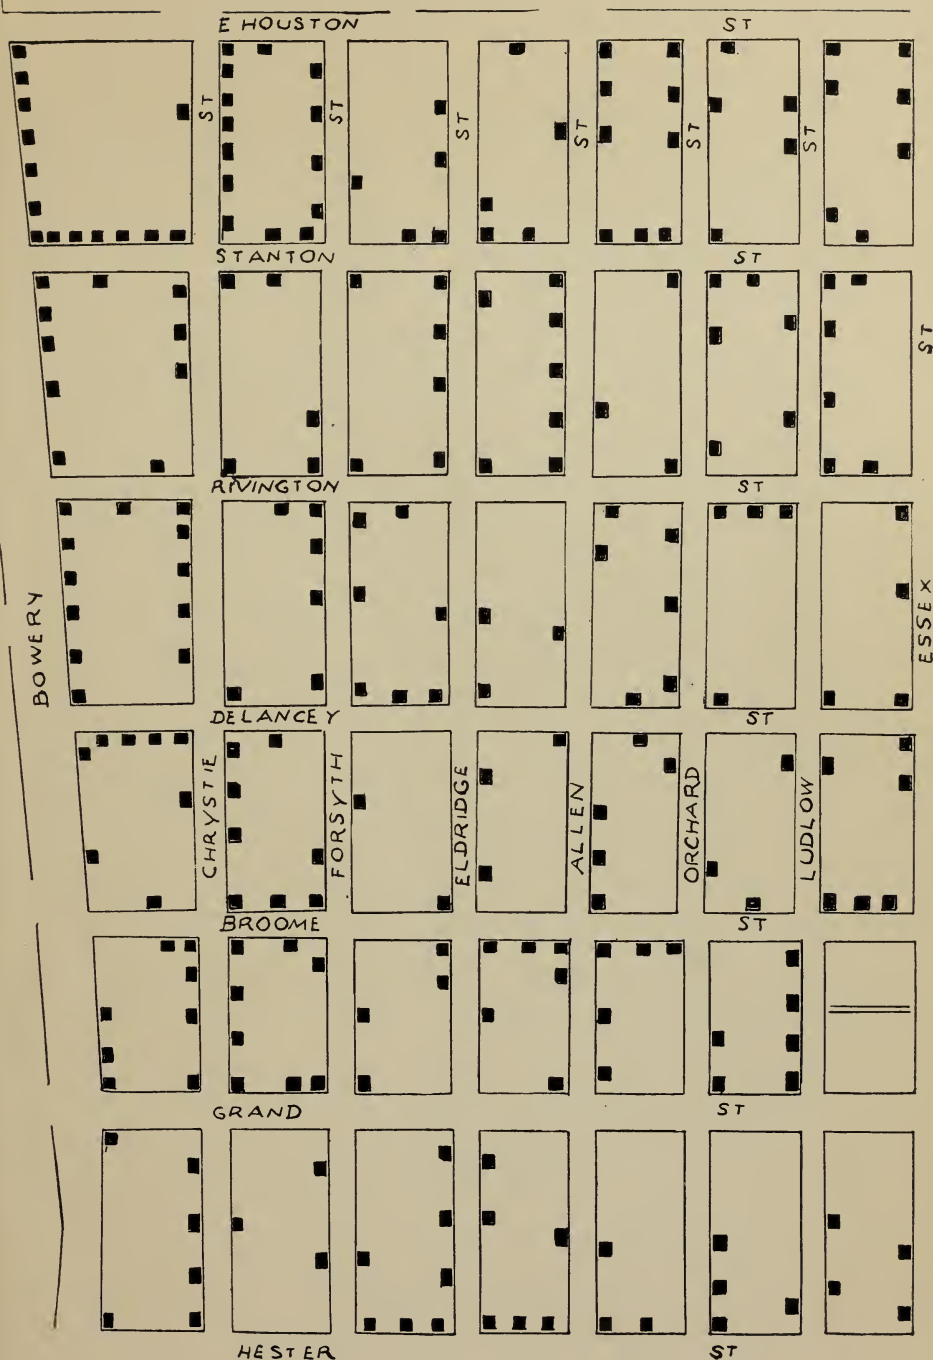 E HOUSTON ST
ST ST ST ST ST ST
STANTON ST
ST
RIVINGTON ST
BOWERY
ESSEX
DELANCEY ST
CHRYSTIE
FORSYTH
ELDRIDGE
ALLEN
ORCHARD
LUDLOW
BROOME ST
GRAND ST
HESTER ST